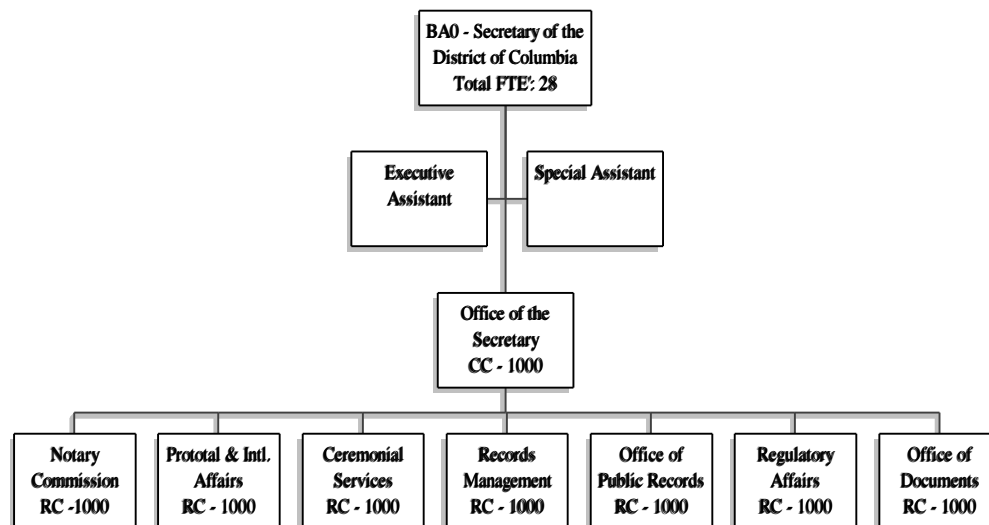 BA0 - Secretary of the
District of Columbia
Total FTE': 28
Executive
Assistant
Special Assistant
Office of the
Secretary
CC - 1000
Notary
Commission
RC -1000
Prototal & Intl.
Affairs
RC - 1000
Ceremonial
Services
RC - 1000
Records
Management
RC - 1000
Office of
Public Records
RC - 1000
Regulatory
Affairs
RC - 1000
Office of
Documents
RC - 1000